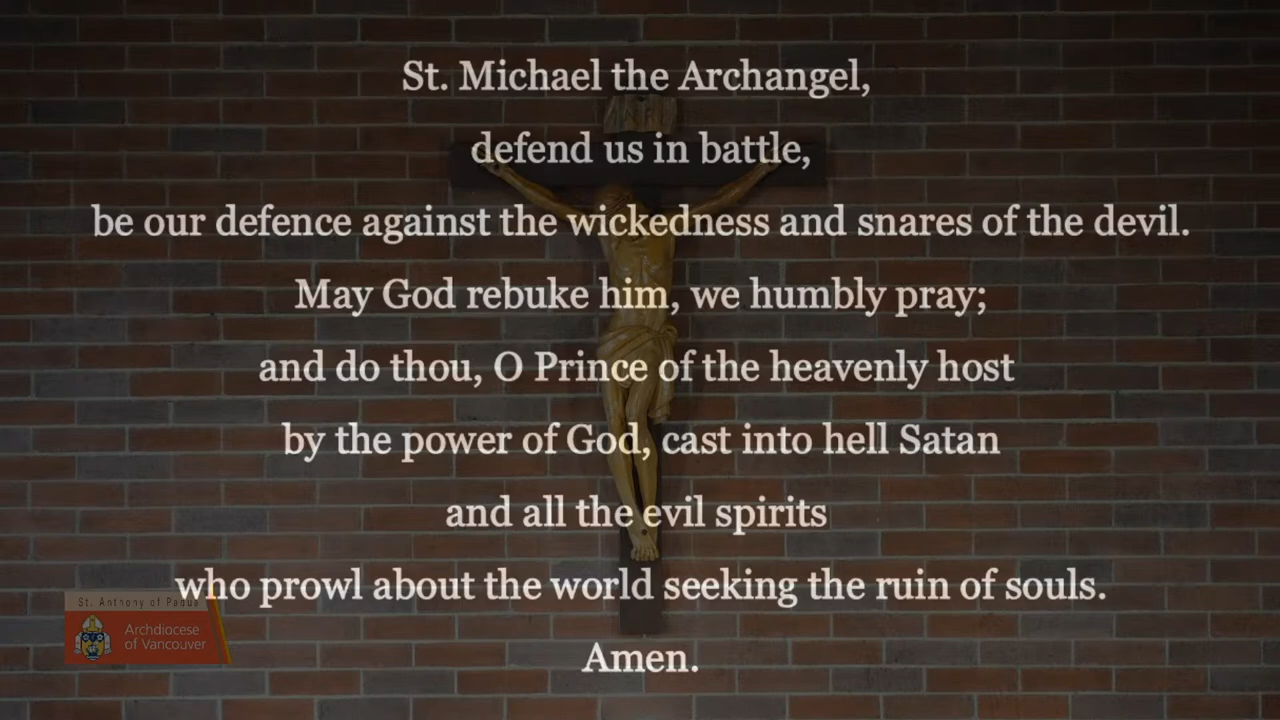 St. Michael the Archangel,
defend us in battle,
be our defence against the wickedness and snares of the devil.
May God rebuke him, we humbly pray;
and do thou, O Prince of the heavenly host
by the power of God, cast into hell Satan
and all the evil spirits
who prowl about the world seeking the ruin of souls.
St. Anthony of Padua
Archdiocese
of Vancouver
Amen.